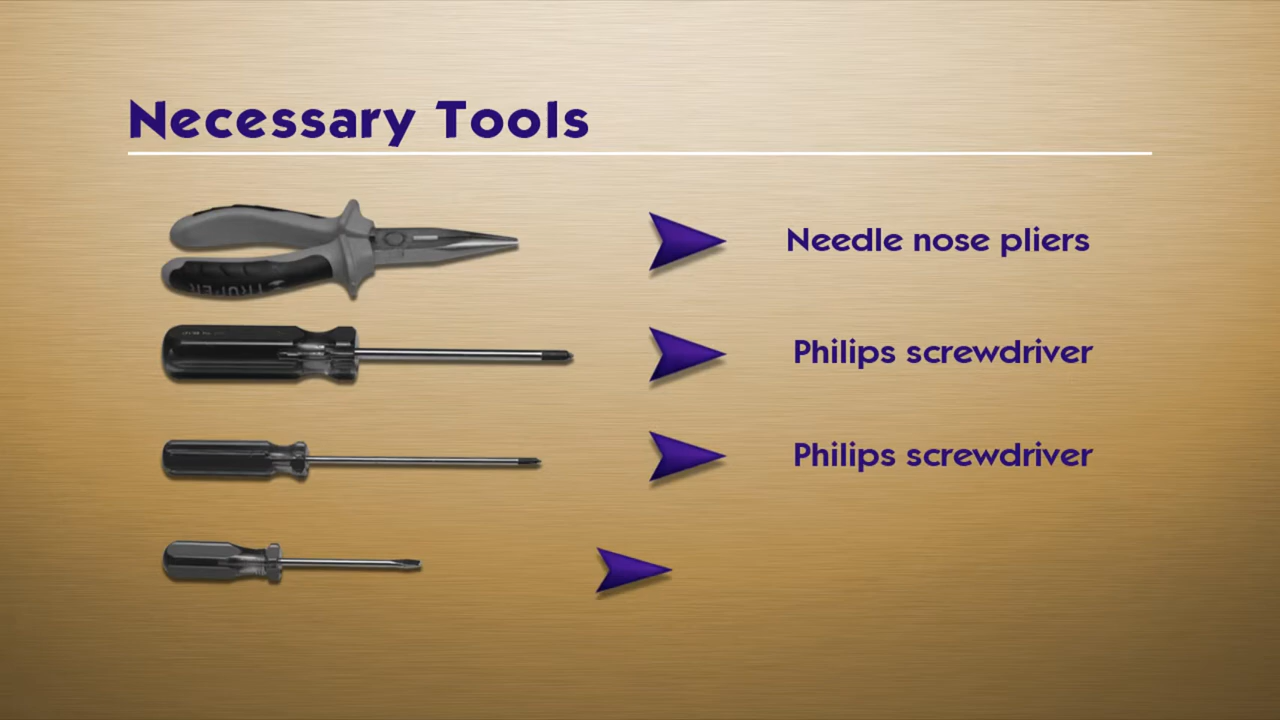 Necessary Tools
Needle nose pliers
Philips screwdriver
Philips screwdriver